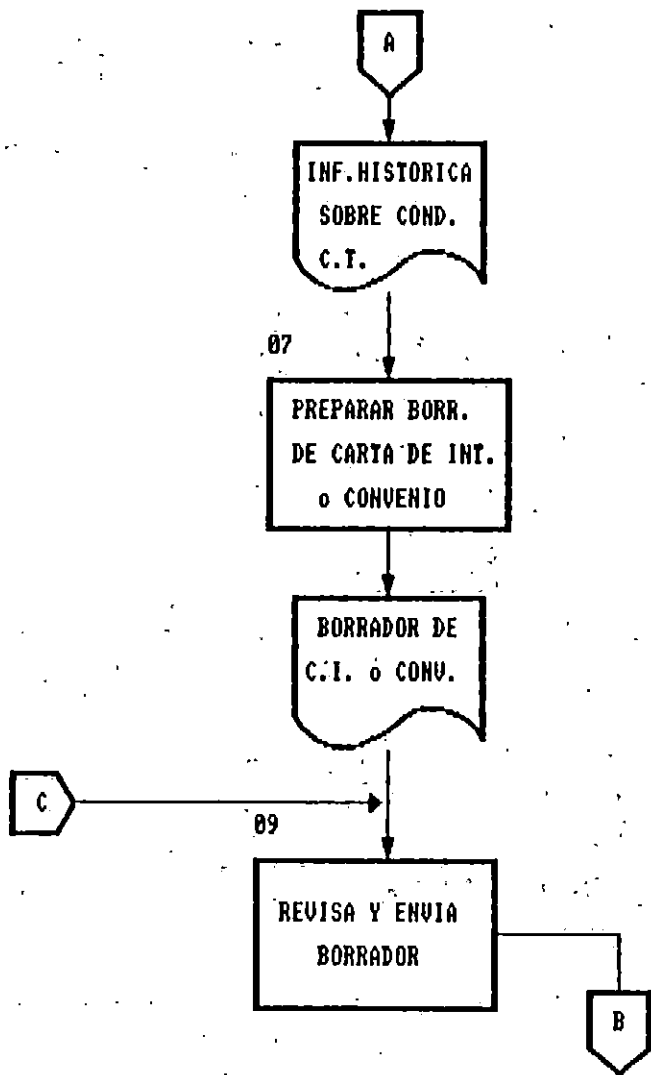 A
INF.HISTORICA
SOBRE COND.
C.T.
07
PREPARAR BORR.
DE CARTA DE INT.
o CONVENIO
BORRADOR DE
C.I. o CONV.
C
09
REVISA Y ENVIA
BORRADOR
B